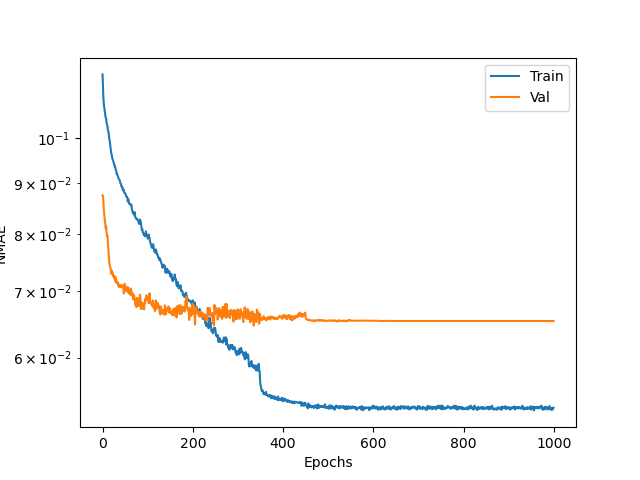 Train
Val
10⁻¹
9 × 10⁻²
8 × 10⁻²
7 × 10⁻²
6 × 10⁻²
NMAE
0 200 400 600 800 1000
Epochs